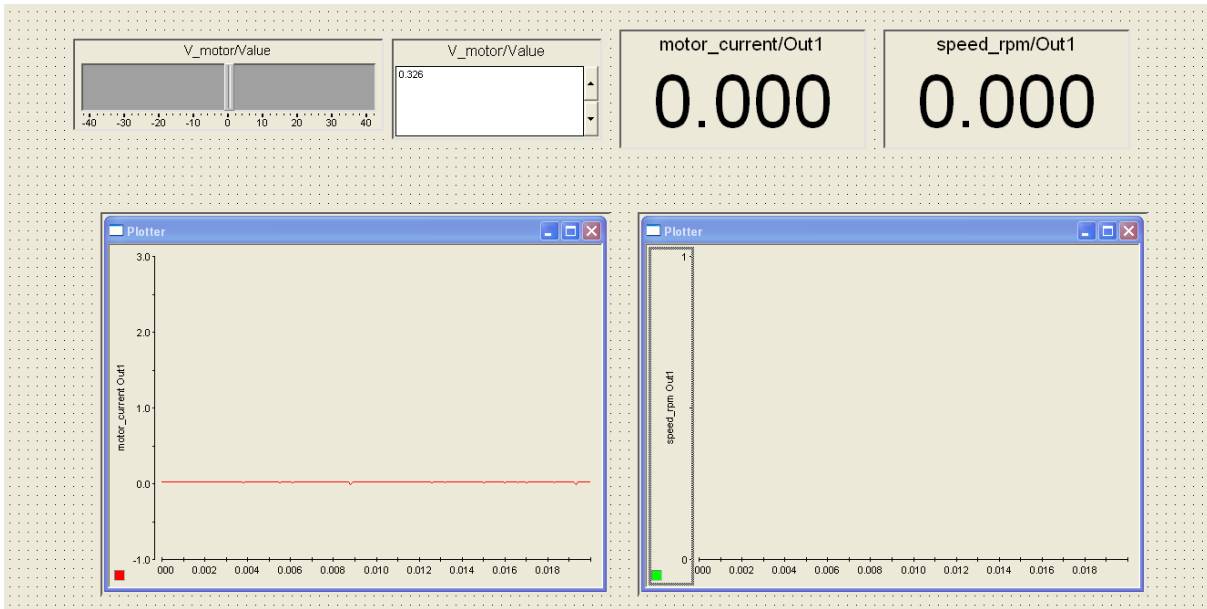 V_motor/Value
-40 -30 -20 -10 0 10 20 30 40
V_motor/Value
0.326
motor_current/Out1
0.000
speed_rpm/Out1
0.000
Plotter
3.0
2.0
1.0
0.0
-1.0
motor_current Out1
000 0.002 0.004 0.006 0.008 0.010 0.012 0.014 0.016 0.018
Plotter
1
0
speed_rpm Out1
000 0.002 0.004 0.006 0.008 0.010 0.012 0.014 0.016 0.018